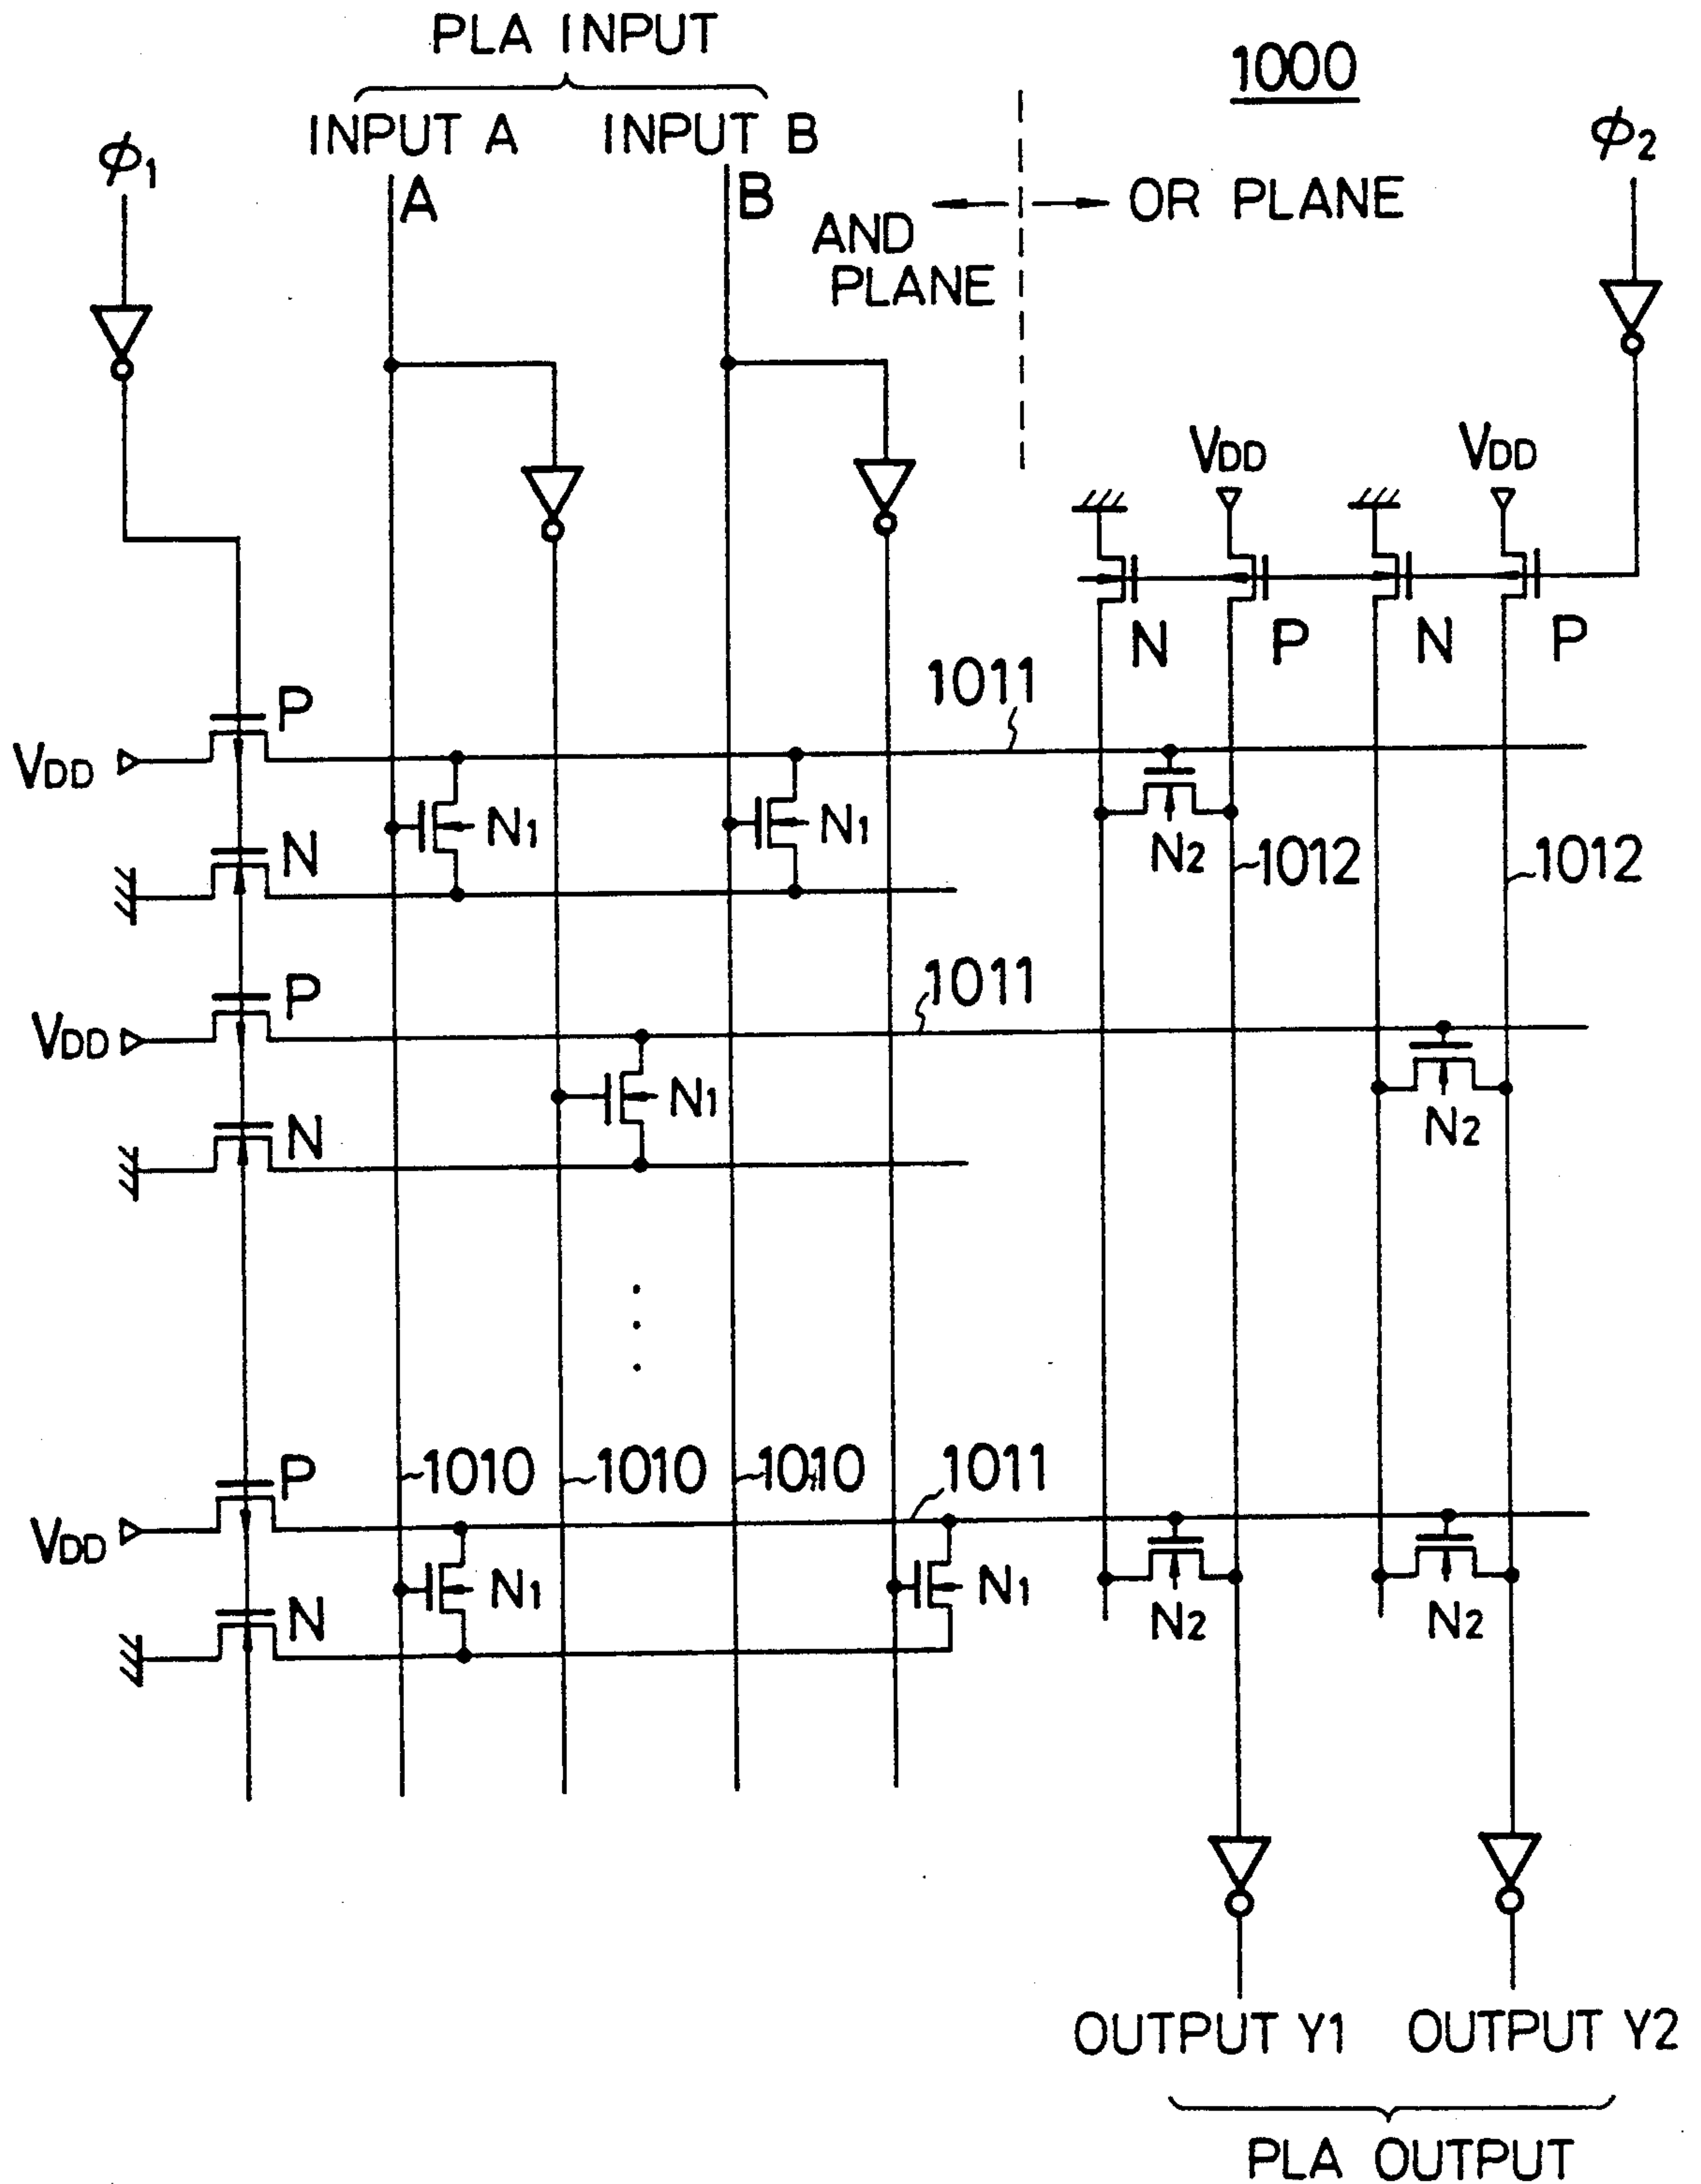 PLA INPUT
1000
INPUT A INPUT B
ϕ1 A B ϕ2
AND
PLANE
OR PLANE
VDD VDD
N P N P
1011
P
VDD
N1 N1
N2
N
1012 1012
1011
P
VDD
N1
N2
N
1010 1010 1010 1011
P
VDD
N1 N1
N2 N2
N
OUTPUT Y1 OUTPUT Y2
PLA OUTPUT